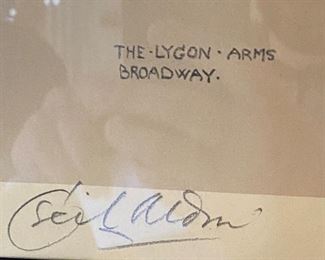 THE·LYGON·ARMS
BROADWAY.
Cecil Aldin